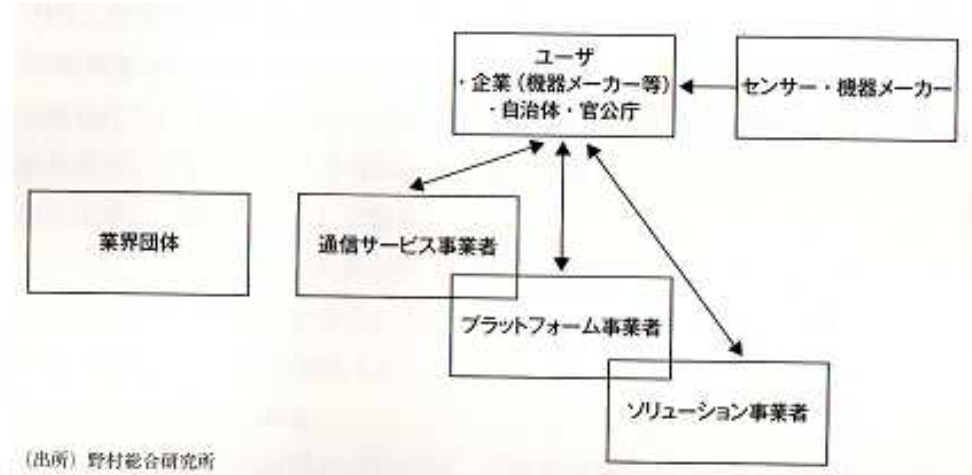 ユーザ
・企業（機器メーカー等）
・自治体・官公庁
センサー・機器メーカー
業界団体
通信サービス事業者
プラットフォーム事業者
ソリューション事業者
（出所）野村総合研究所